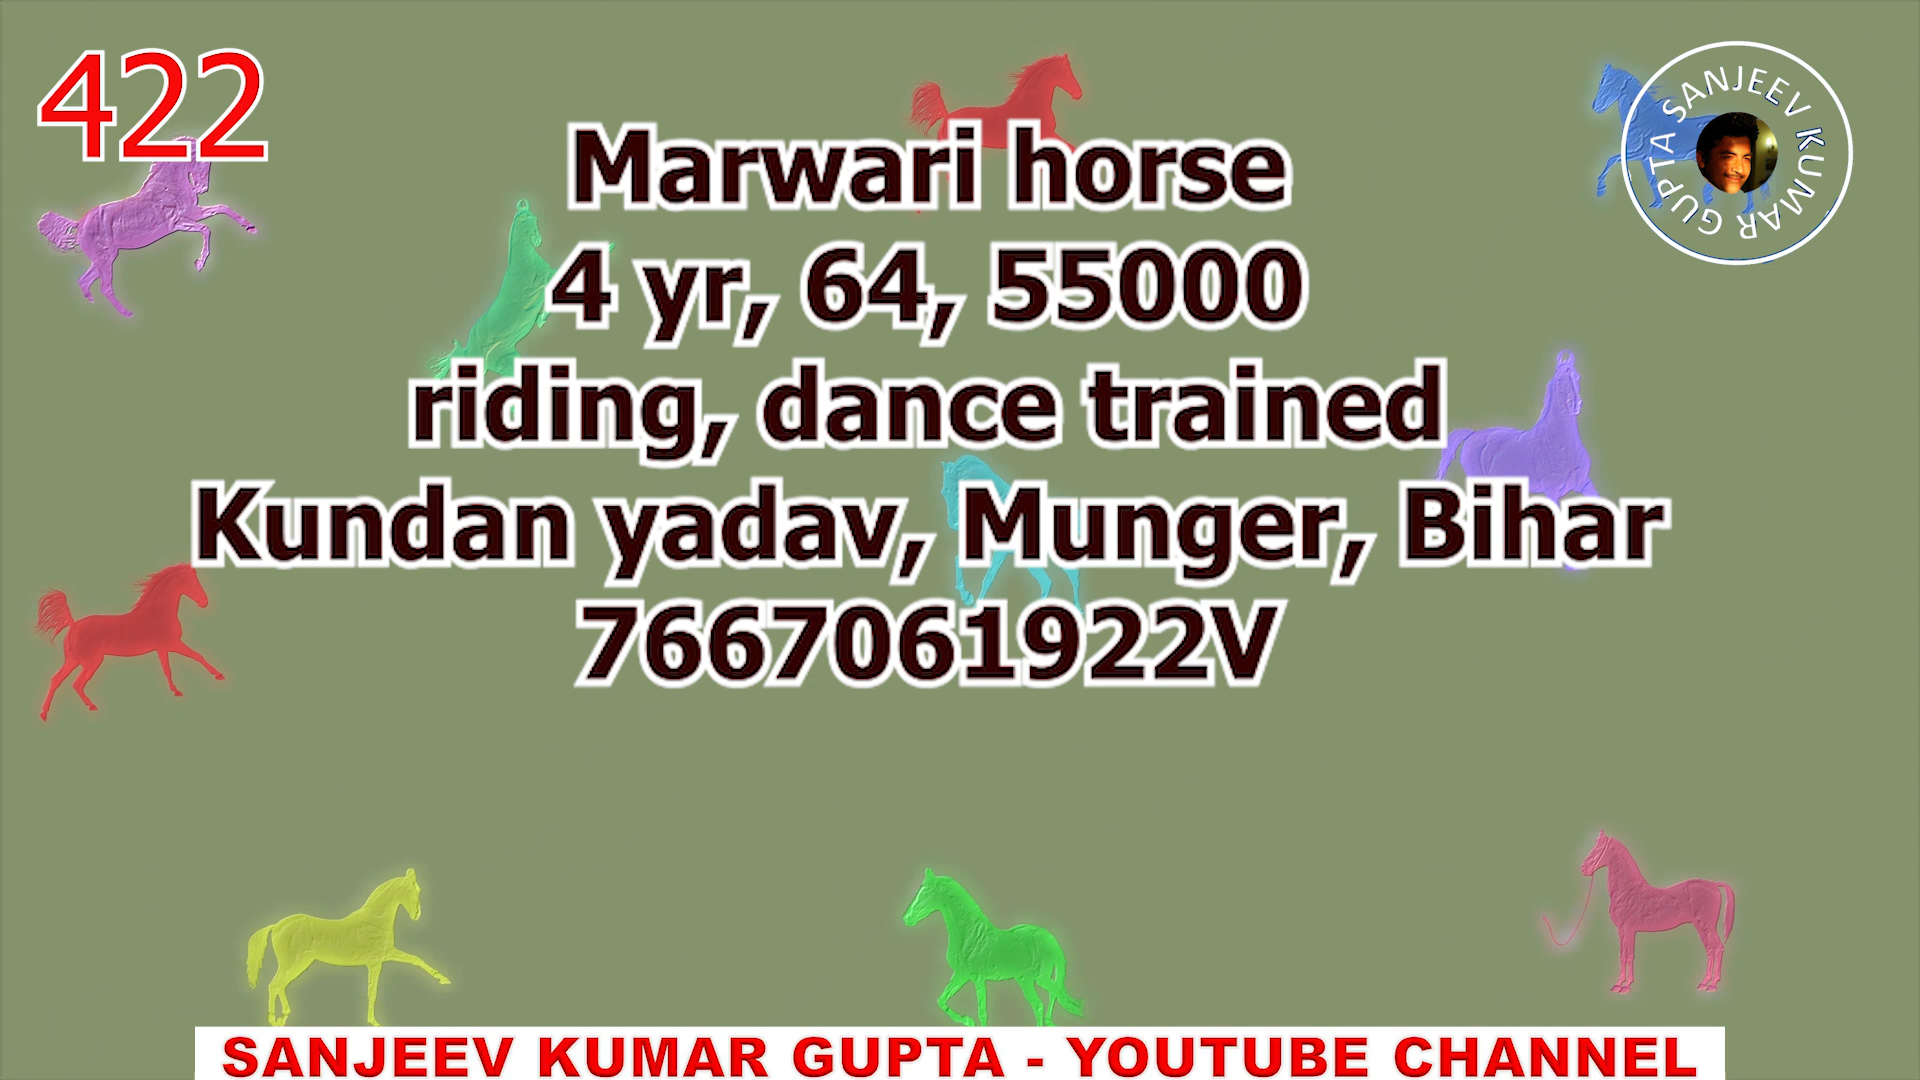 422
SANJEEV KUMAR GUPTA
Marwari horse
4 yr, 64, 55000
riding, dance trained
Kundan yadav, Munger, Bihar
7667061922V
SANJEEV KUMAR GUPTA - YOUTUBE CHANNEL